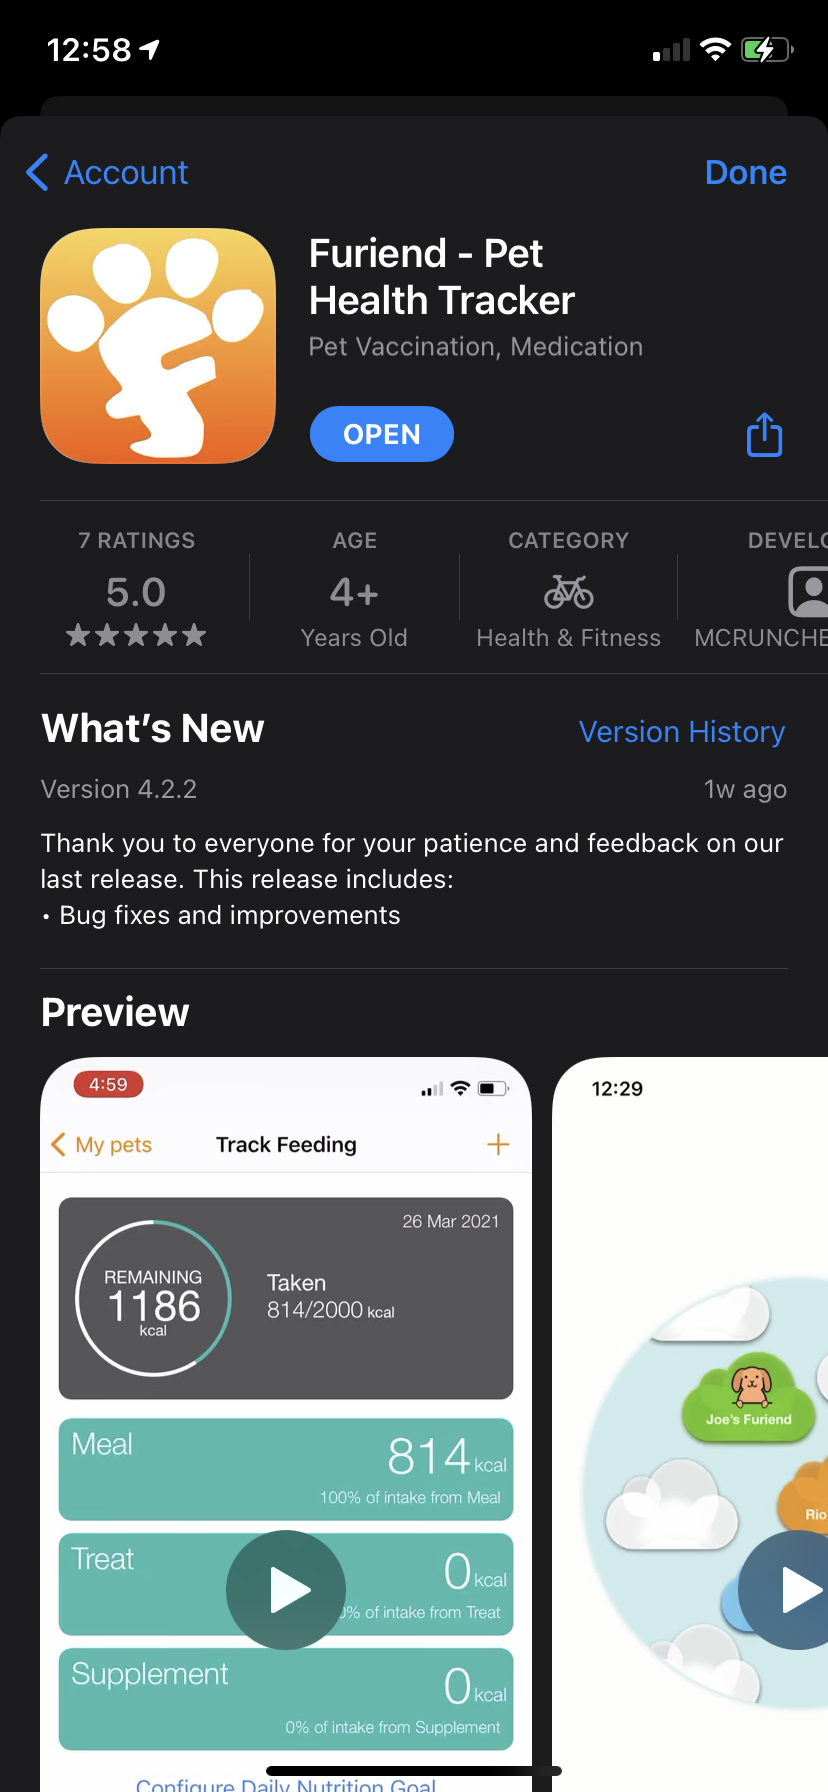 12:58
Account
Done
Furiend - Pet
Health Tracker
Pet Vaccination, Medication
OPEN
7 RATINGS
5.0
AGE
4+
Years Old
CATEGORY
Health & Fitness
DEVELO
MCRUNCHE
What's New
Version History
Version 4.2.2
1w ago
Thank you to everyone for your patience and feedback on our
last release. This release includes:
• Bug fixes and improvements
Preview
4:59
My pets
Track Feeding
26 Mar 2021
REMAINING
1186
kcal
Taken
814/2000 kcal
Meal
814 kcal
100% of intake from Meal
Treat
0 kcal
% of intake from Treat
Supplement
0 kcal
0% of intake from Supplement
Configure Daily Nutrition Goal
12:29
Joe's Furiend
Rio